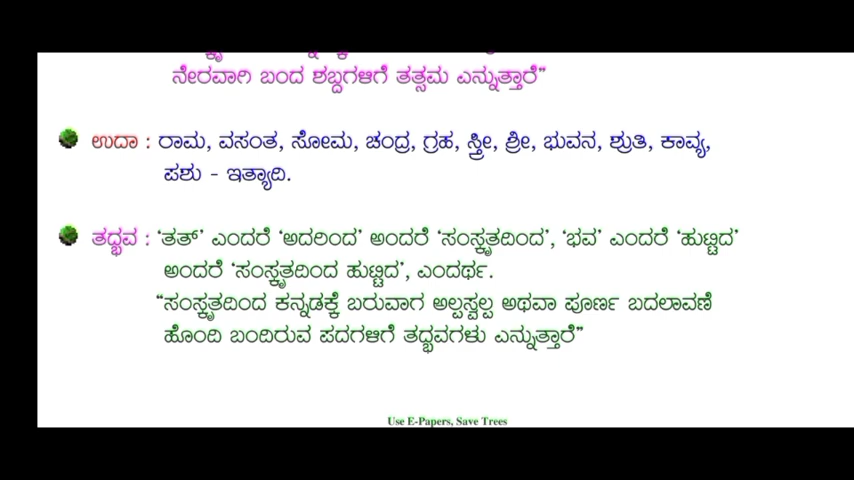 ನೇರವಾಗಿ ಬಂದ ಶಬ್ದಗಳಿಗೆ ತತ್ಸಮ ಎನ್ನುತ್ತಾರೆ”
ಉದಾ : ರಾಮ, ವಸಂತ, ಸೋಮ, ಚಂದ್ರ, ಗ್ರಹ, ಸ್ತ್ರೀ, ಶ್ರೀ, ಭುವನ, ಶ್ರುತಿ, ಕಾವ್ಯ,
ಪಶು - ಇತ್ಯಾದಿ.
ತದ್ಭವ : ‘ತತ್’ ಎಂದರೆ ‘ಅದರಿಂದ’ ಅಂದರೆ ‘ಸಂಸ್ಕೃತದಿಂದ’, ‘ಭವ’ ಎಂದರೆ ‘ಹುಟ್ಟಿದ’
ಅಂದರೆ ‘ಸಂಸ್ಕೃತದಿಂದ ಹುಟ್ಟಿದ’, ಎಂದರ್ಥ.
“ಸಂಸ್ಕೃತದಿಂದ ಕನ್ನಡಕ್ಕೆ ಬರುವಾಗ ಅಲ್ಪಸ್ವಲ್ಪ ಅಥವಾ ಪೂರ್ಣ ಬದಲಾವಣೆ
ಹೊಂದಿ ಬಂದಿರುವ ಪದಗಳಿಗೆ ತದ್ಭವಗಳು ಎನ್ನುತ್ತಾರೆ”
Use E-Papers, Save Trees